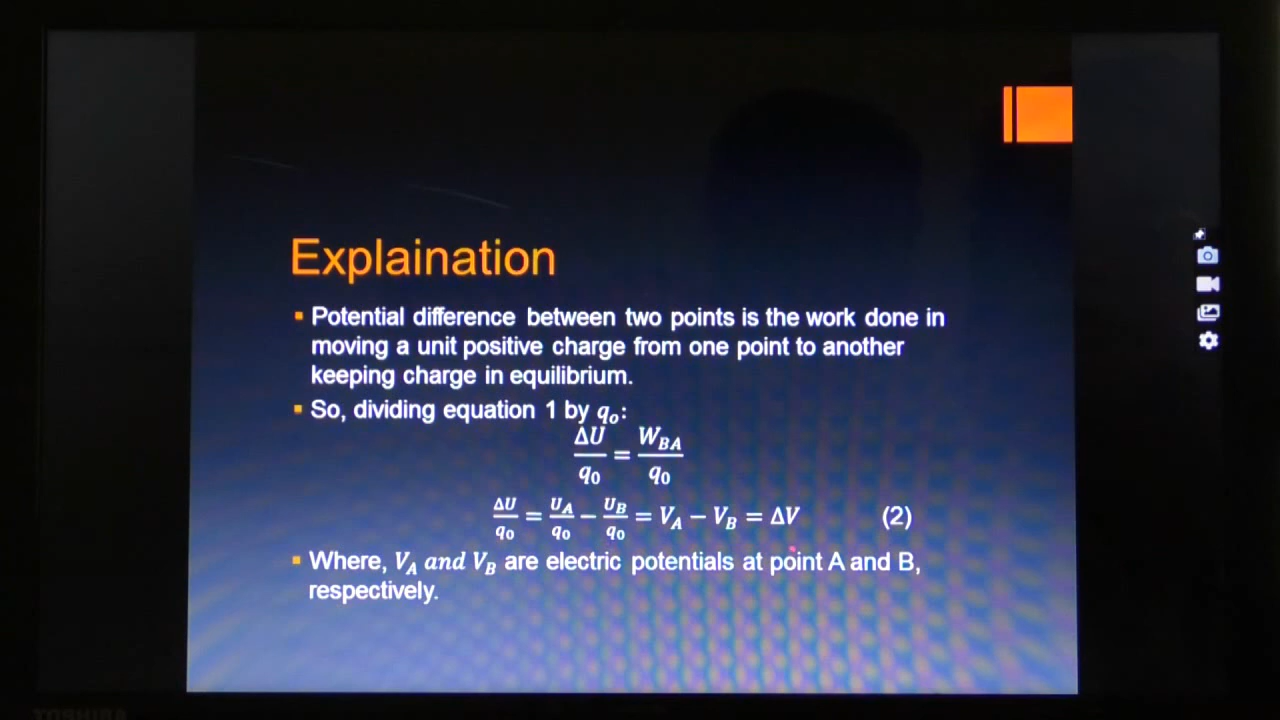 Explaination
▪ Potential difference between two points is the work done in
moving a unit positive charge from one point to another
keeping charge in equilibrium.
▪ So, dividing equation 1 by qₒ:
ΔU/q₀ = W_BA/q₀
ΔU/q₀ = U_A/q₀ − U_B/q₀ = V_A − V_B = ΔV (2)
▪ Where, V_A and V_B are electric potentials at point A and B,
respectively.
TOSHIBA